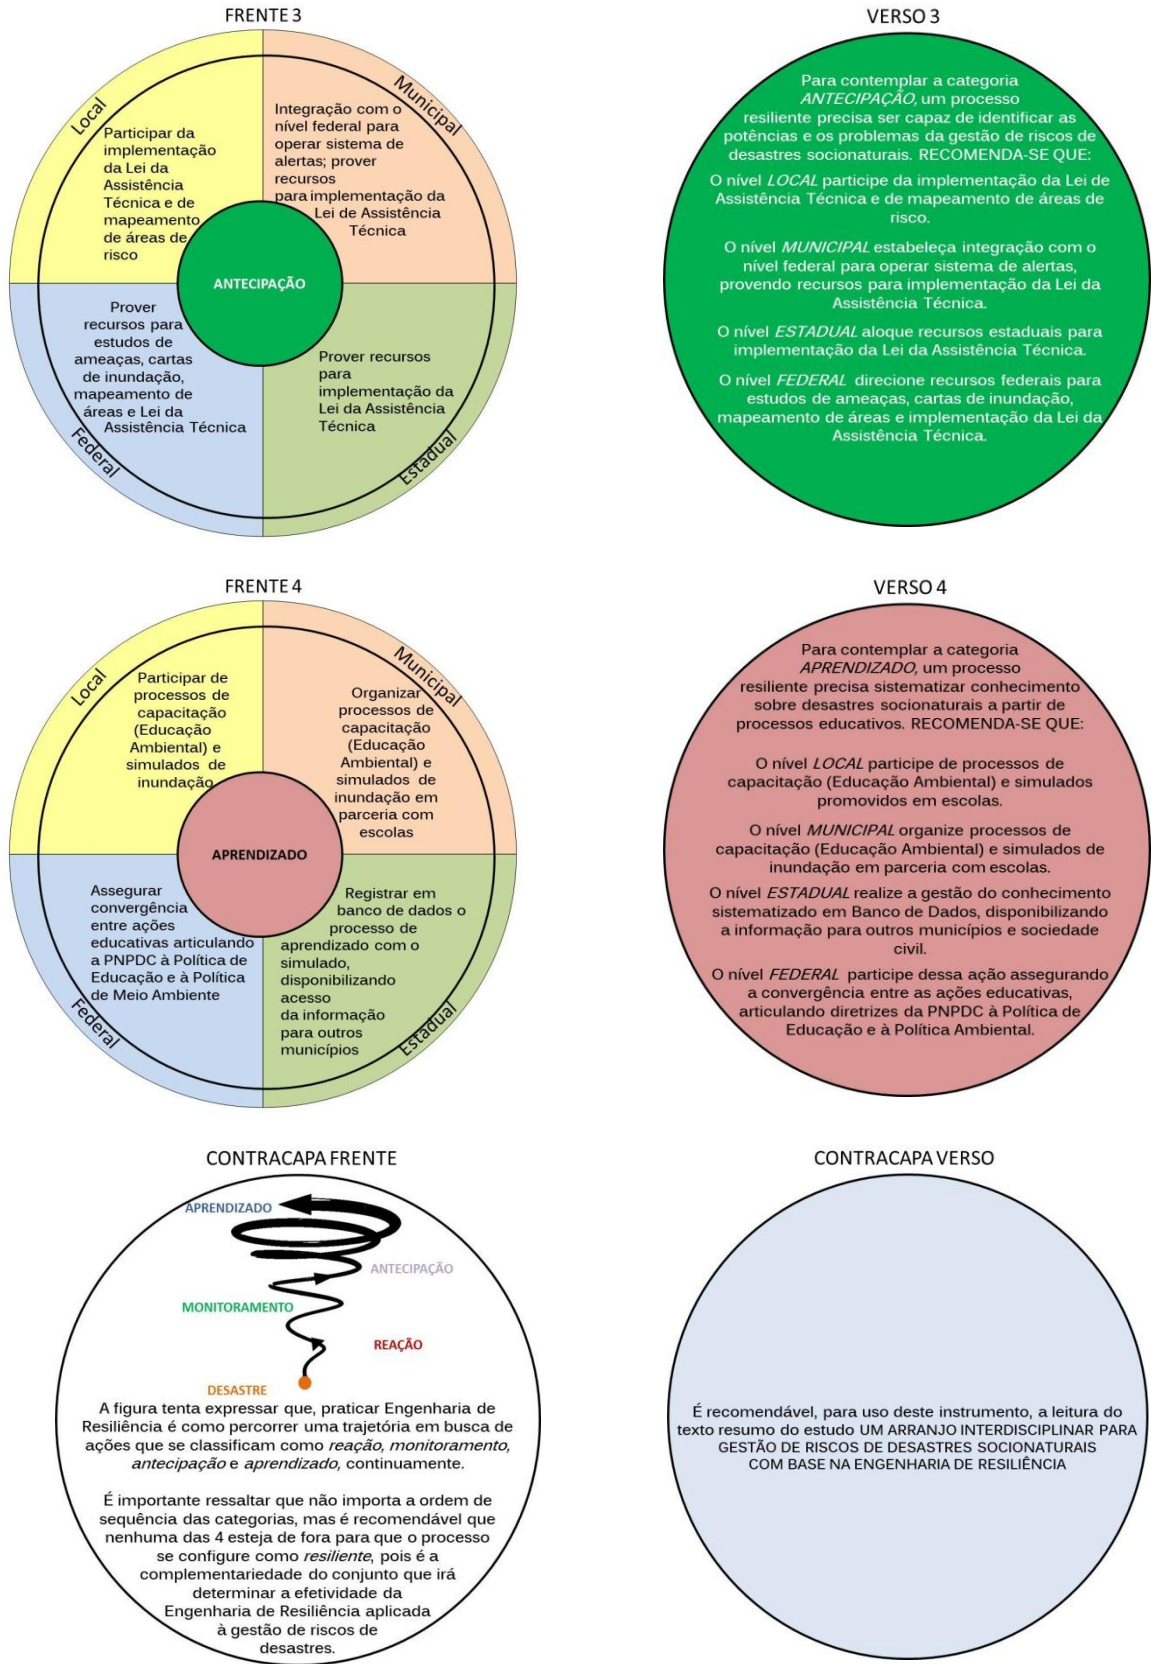 FRENTE 3
Local
Participar da
implementação
da Lei da
Assistência
Técnica e de
mapeamento
de áreas de
risco
Municipal
Integração com o
nível federal para
operar sistema de
alertas; prover
recursos
para implementação da
Lei de Assistência
Técnica
ANTECIPAÇÃO
Prover
recursos para
estudos de
ameaças, cartas
de inundação,
mapeamento de
áreas e Lei da
Assistência Técnica
Federal
Prover recursos
para
implementação da
Lei da Assistência
Técnica
Estadual
VERSO 3
Para contemplar a categoria
ANTECIPAÇÃO, um processo
resiliente precisa ser capaz de identificar as
potências e os problemas da gestão de riscos de
desastres socionaturais. RECOMENDA-SE QUE:
O nível LOCAL participe da implementação da Lei de
Assistência Técnica e de mapeamento de áreas de
risco.
O nível MUNICIPAL estabeleça integração com o
nível federal para operar sistema de alertas,
provendo recursos para implementação da Lei da
Assistência Técnica.
O nível ESTADUAL aloque recursos estaduais para
implementação da Lei da Assistência Técnica.
O nível FEDERAL direcione recursos federais para
estudos de ameaças, cartas de inundação,
mapeamento de áreas e implementação da Lei da
Assistência Técnica.
FRENTE 4
Local
Participar de
processos de
capacitação
(Educação
Ambiental) e
simulados de
inundação
Municipal
Organizar
processos de
capacitação
(Educação
Ambiental) e
simulados de
inundação em
parceria com
escolas
APRENDIZADO
Assegurar
convergência
entre ações
educativas articulando
a PNPDC à Política de
Educação e à Política
de Meio Ambiente
Federal
Registrar em
banco de dados o
processo de
aprendizado com o
simulado,
disponibilizando
acesso
da informação
para outros
municípios
Estadual
VERSO 4
Para contemplar a categoria
APRENDIZADO, um processo
resiliente precisa sistematizar conhecimento
sobre desastres socionaturais a partir de
processos educativos. RECOMENDA-SE QUE:
O nível LOCAL participe de processos de
capacitação (Educação Ambiental) e simulados
promovidos em escolas.
O nível MUNICIPAL organize processos de
capacitação (Educação Ambiental) e simulados de
inundação em parceria com escolas.
O nível ESTADUAL realize a gestão do conhecimento
sistematizado em Banco de Dados, disponibilizando
a informação para outros municípios e sociedade
civil.
O nível FEDERAL participe dessa ação assegurando
a convergência entre as ações educativas,
articulando diretrizes da PNPDC à Política de
Educação e à Política Ambiental.
CONTRACAPA FRENTE
APRENDIZADO
ANTECIPAÇÃO
MONITORAMENTO
REAÇÃO
DESASTRE
A figura tenta expressar que, praticar Engenharia de
Resiliência é como percorrer uma trajetória em busca de
ações que se classificam como reação, monitoramento,
antecipação e aprendizado, continuamente.
É importante ressaltar que não importa a ordem de
sequência das categorias, mas é recomendável que
nenhuma das 4 esteja de fora para que o processo
se configure como resiliente, pois é a
complementariedade do conjunto que irá
determinar a efetividade da
Engenharia de Resiliência aplicada
à gestão de riscos de
desastres.
CONTRACAPA VERSO
É recomendável, para uso deste instrumento, a leitura do
texto resumo do estudo UM ARRANJO INTERDISCIPLINAR PARA
GESTÃO DE RISCOS DE DESASTRES SOCIONATURAIS
COM BASE NA ENGENHARIA DE RESILIÊNCIA